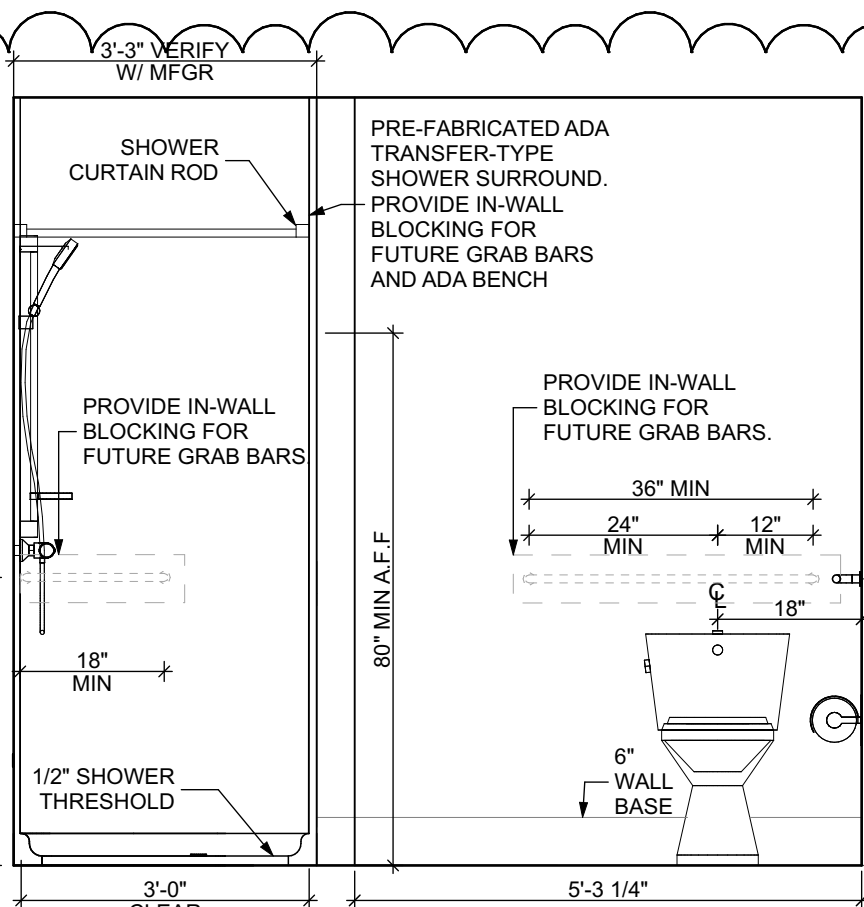 3'-3" VERIFY
W/ MFGR
SHOWER
CURTAIN ROD
PRE-FABRICATED ADA
TRANSFER-TYPE
SHOWER SURROUND.
PROVIDE IN-WALL
BLOCKING FOR
FUTURE GRAB BARS
AND ADA BENCH
PROVIDE IN-WALL
BLOCKING FOR
FUTURE GRAB BARS.
PROVIDE IN-WALL
BLOCKING FOR
FUTURE GRAB BARS.
36" MIN
24"
MIN
12"
MIN
80" MIN A.F.F
℄
18"
18"
MIN
1/2" SHOWER
THRESHOLD
6"
WALL
BASE
3'-0"
CLEAR
5'-3 1/4"